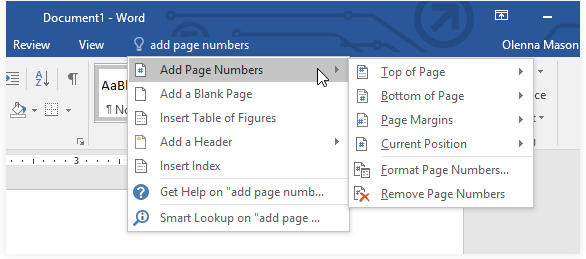 Document1 - Word
Review View add page numbers Olenna Mason
AaBb
¶ No
Add Page Numbers
Add a Blank Page
Insert Table of Figures
Add a Header
Insert Index
Get Help on "add page numb...
Smart Lookup on "add page ...
Top of Page
Bottom of Page
Page Margins
Current Position
Format Page Numbers...
Remove Page Numbers